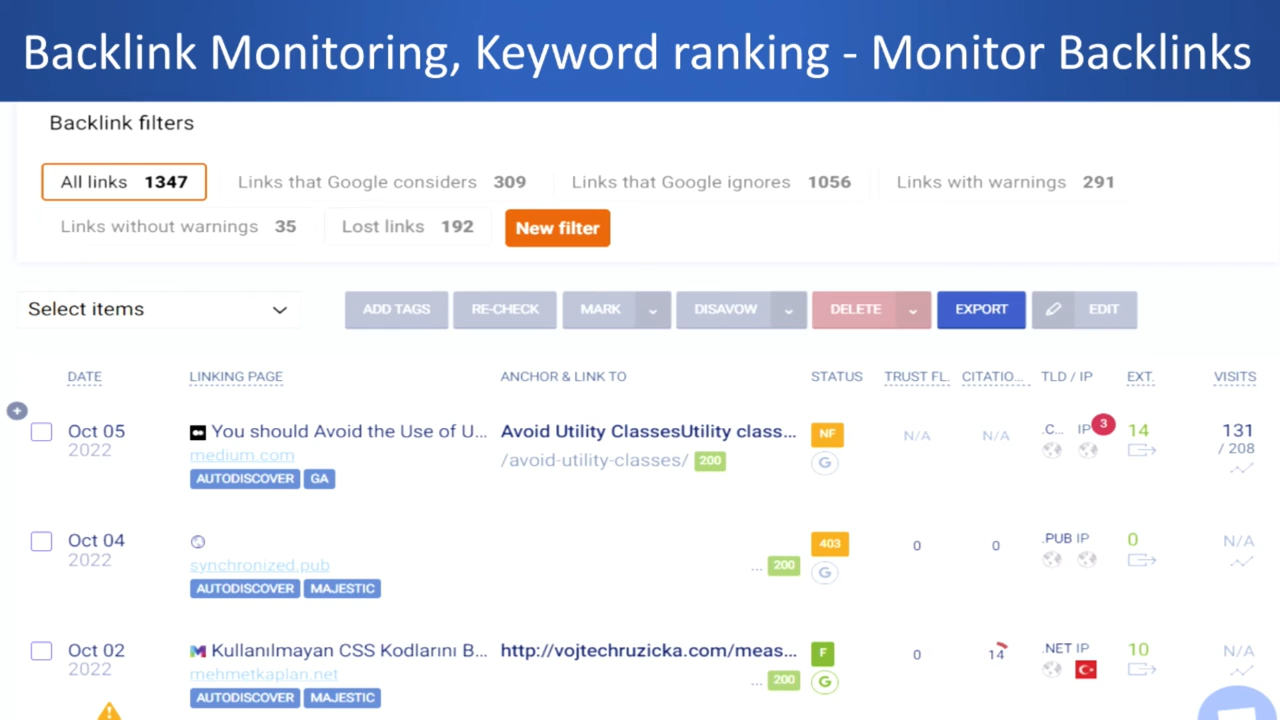 Backlink Monitoring, Keyword ranking - Monitor Backlinks
Backlink filters
All links 1347 Links that Google considers 309 Links that Google ignores 1056 Links with warnings 291
Links without warnings 35 Lost links 192 New filter
Select items ADD TAGS RE-CHECK MARK DISAVOW DELETE EXPORT EDIT
DATE LINKING PAGE ANCHOR & LINK TO STATUS TRUST FL. CITATIO... TLD / IP EXT. VISITS
Oct 05 You should Avoid the Use of U... Avoid Utility ClassesUtility class... NF N/A N/A .C... IP 3 14 131
2022 medium.com /avoid-utility-classes/ 200 G / 208
AUTODISCOVER GA
Oct 04 403 0 0 .PUB IP 0 N/A
2022 synchronized.pub ... 200 G
AUTODISCOVER MAJESTIC
Oct 02 Kullanılmayan CSS Kodlarını B... http://vojtechruzicka.com/meas... F 0 14 .NET IP 10 N/A
2022 mehmetkaplan.net ... 200 G
AUTODISCOVER MAJESTIC